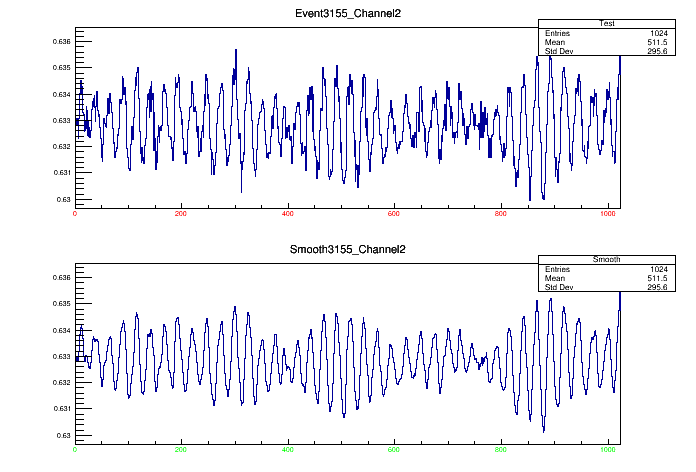 Event3155_Channel2
Test
Entries 1024
Mean 511.5
Std Dev 295.6
0.636
0.635
0.634
0.633
0.632
0.631
0.63
0 200 400 600 800 1000
Smooth3155_Channel2
Smooth
Entries 1024
Mean 511.5
Std Dev 295.6
0.636
0.635
0.634
0.633
0.632
0.631
0.63
0 200 400 600 800 1000